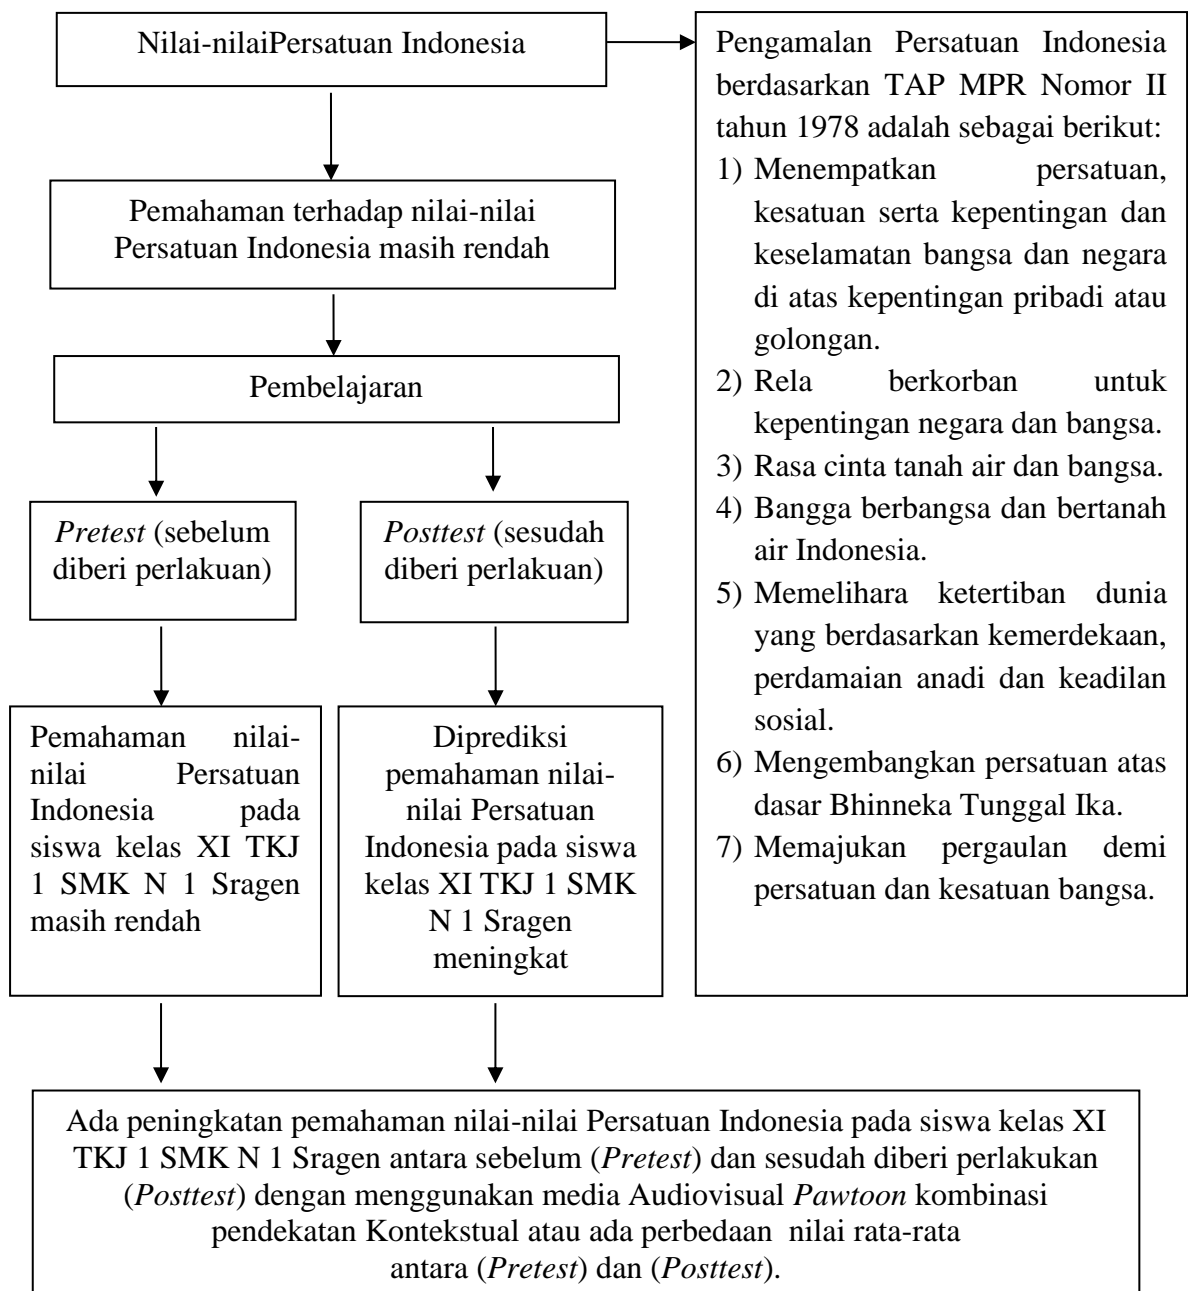 Nilai-nilaiPersatuan Indonesia
Pemahaman terhadap nilai-nilai
Persatuan Indonesia masih rendah
Pembelajaran
Pretest (sebelum
diberi perlakuan)
Posttest (sesudah
diberi perlakuan)
Pemahaman nilai-
nilai Persatuan
Indonesia pada
siswa kelas XI TKJ
1 SMK N 1 Sragen
masih rendah
Diprediksi
pemahaman nilai-
nilai Persatuan
Indonesia pada siswa
kelas XI TKJ 1 SMK
N 1 Sragen
meningkat
Pengamalan Persatuan Indonesia
berdasarkan TAP MPR Nomor II
tahun 1978 adalah sebagai berikut:
1) Menempatkan persatuan,
kesatuan serta kepentingan dan
keselamatan bangsa dan negara
di atas kepentingan pribadi atau
golongan.
2) Rela berkorban untuk
kepentingan negara dan bangsa.
3) Rasa cinta tanah air dan bangsa.
4) Bangga berbangsa dan bertanah
air Indonesia.
5) Memelihara ketertiban dunia
yang berdasarkan kemerdekaan,
perdamaian anadi dan keadilan
sosial.
6) Mengembangkan persatuan atas
dasar Bhinneka Tunggal Ika.
7) Memajukan pergaulan demi
persatuan dan kesatuan bangsa.
Ada peningkatan pemahaman nilai-nilai Persatuan Indonesia pada siswa kelas XI
TKJ 1 SMK N 1 Sragen antara sebelum (Pretest) dan sesudah diberi perlakukan
(Posttest) dengan menggunakan media Audiovisual Pawtoon kombinasi
pendekatan Kontekstual atau ada perbedaan nilai rata-rata
antara (Pretest) dan (Posttest).